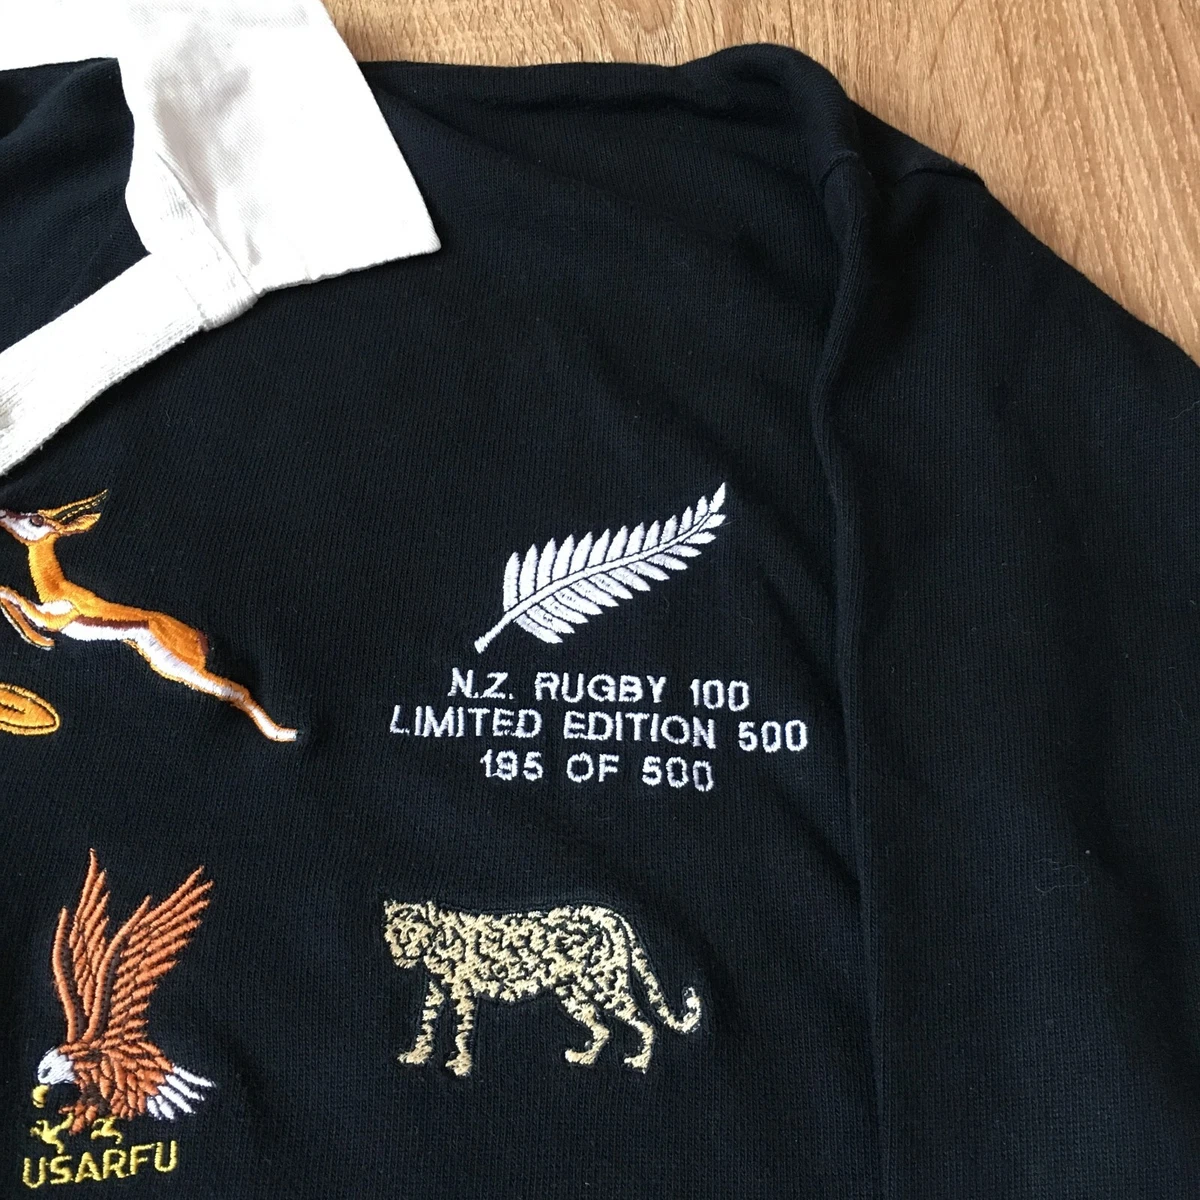 N.Z. RUGBY 100
LIMITED EDITION 500
195 OF 500
USARFU